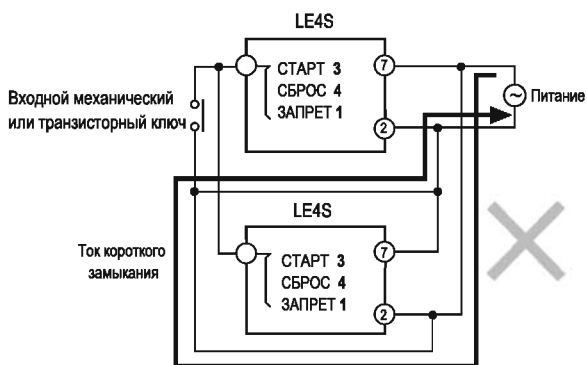 LE4S
СТАРТ 3
СБРОС 4
ЗАПРЕТ 1
7
2
Входной механический
или транзисторный ключ
Питание
LE4S
СТАРТ 3
СБРОС 4
ЗАПРЕТ 1
7
2
Ток короткого
замыкания